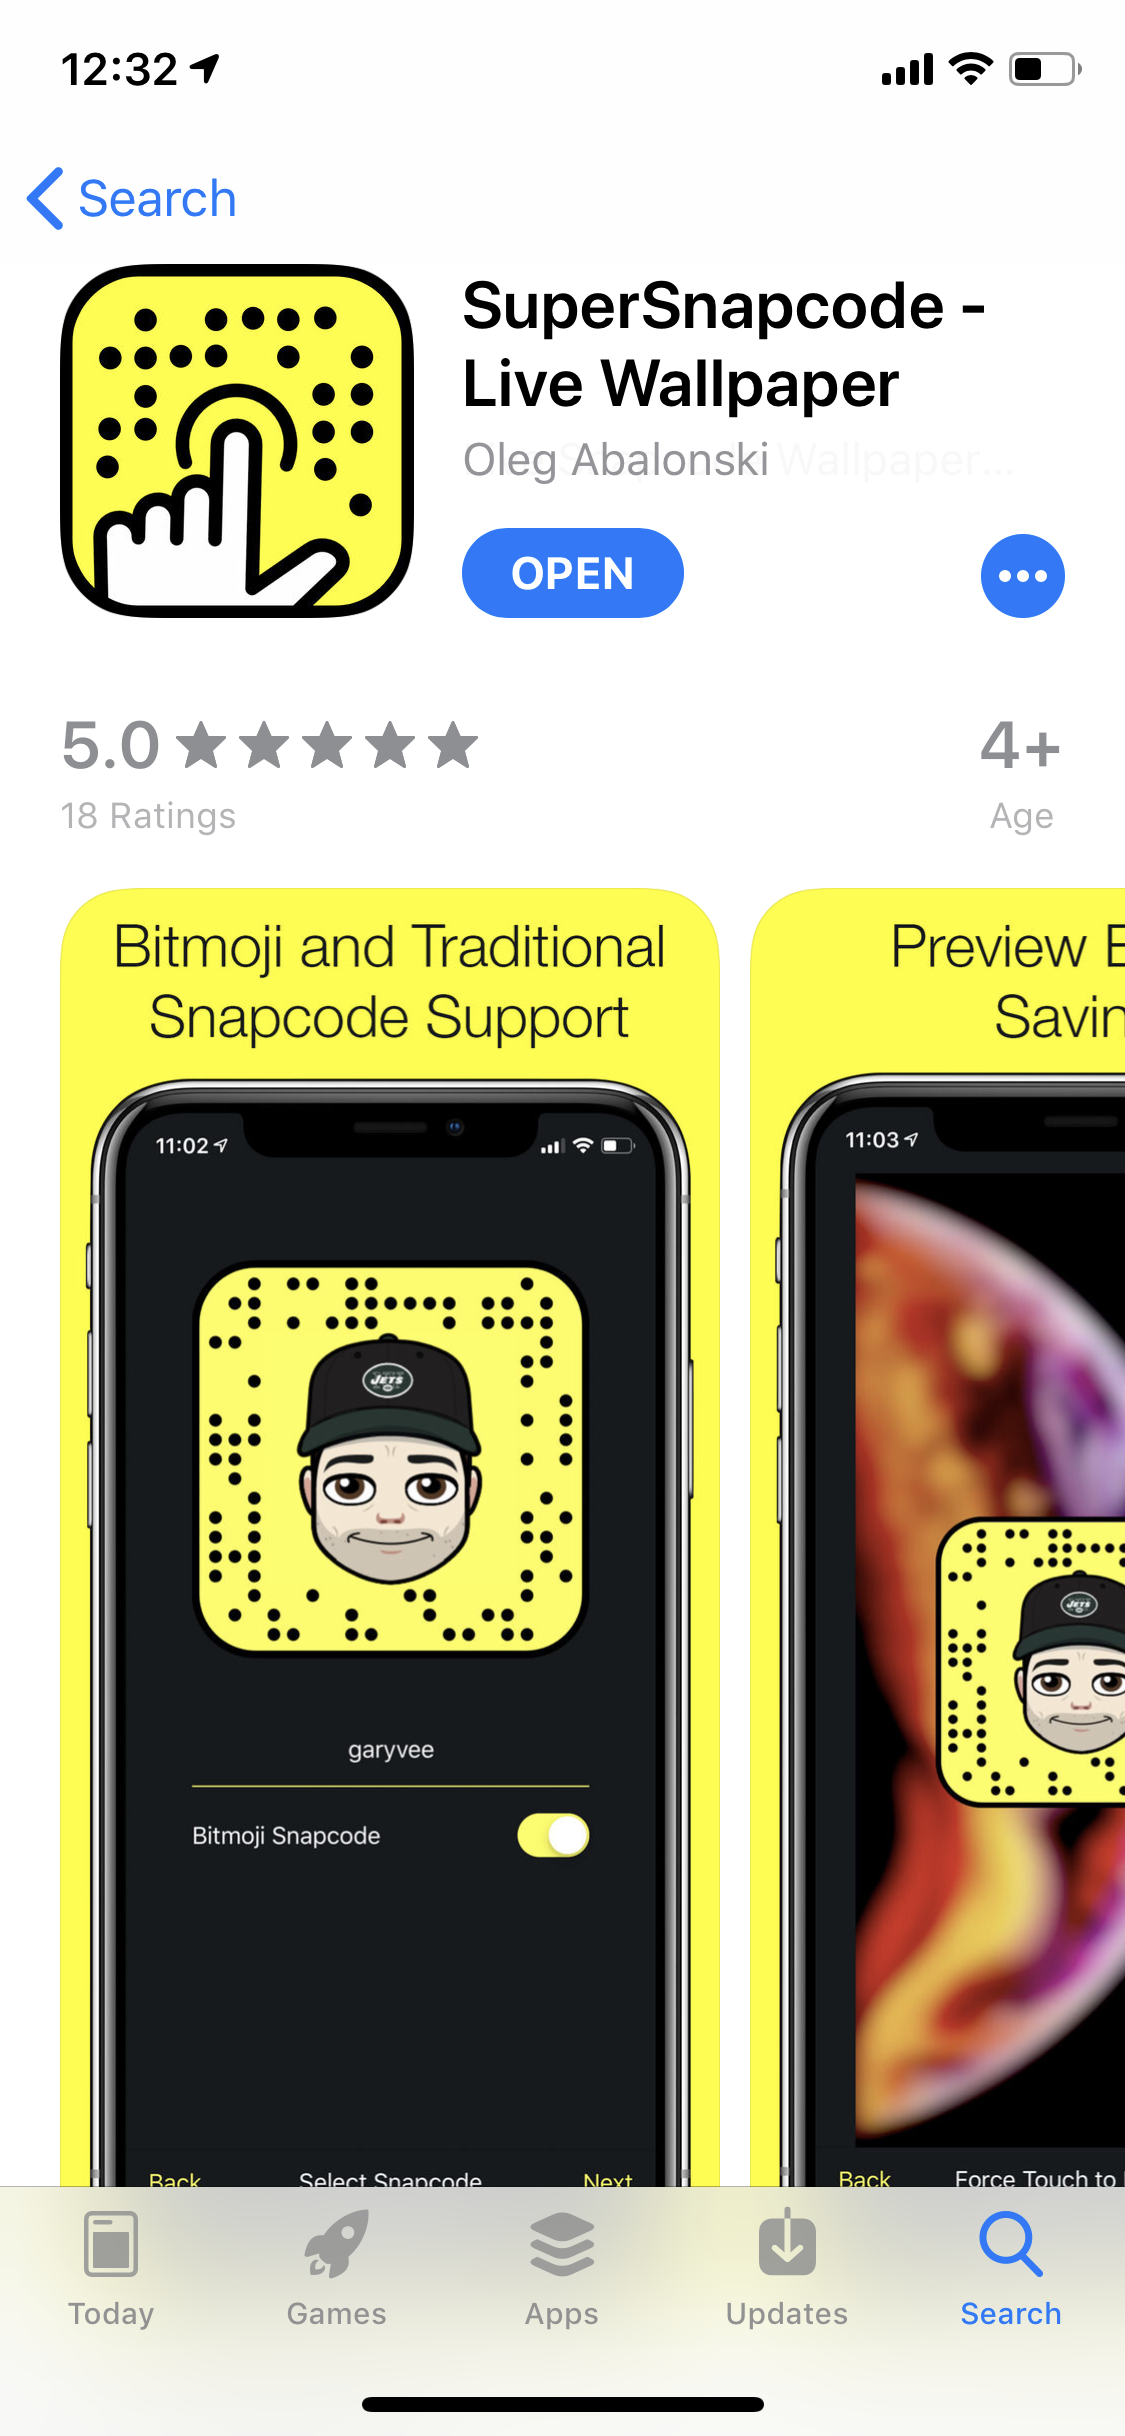 12:32
Search
SuperSnapcode -
Live Wallpaper
Oleg Abalonski
Wallpaper...
OPEN
5.0
4+
18 Ratings
Age
Bitmoji and Traditional
Snapcode Support
11:02
JETS
garyvee
Bitmoji Snapcode
Back
Select Snapcode
Next
Preview
Savin
11:03
JETS
Back
Force Touch to
Today
Games
Apps
Updates
Search